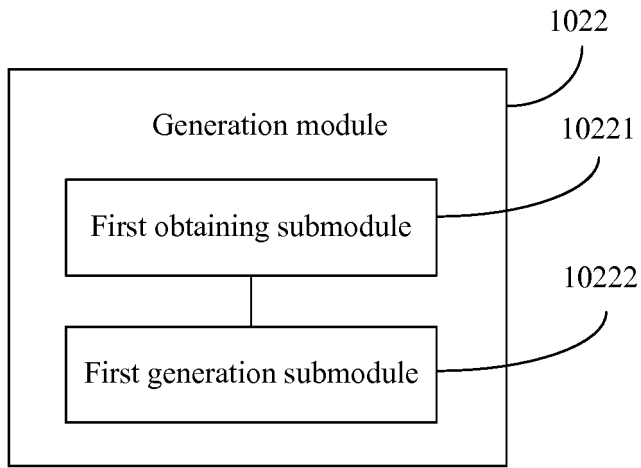 1022
Generation module
10221
First obtaining submodule
10222
First generation submodule